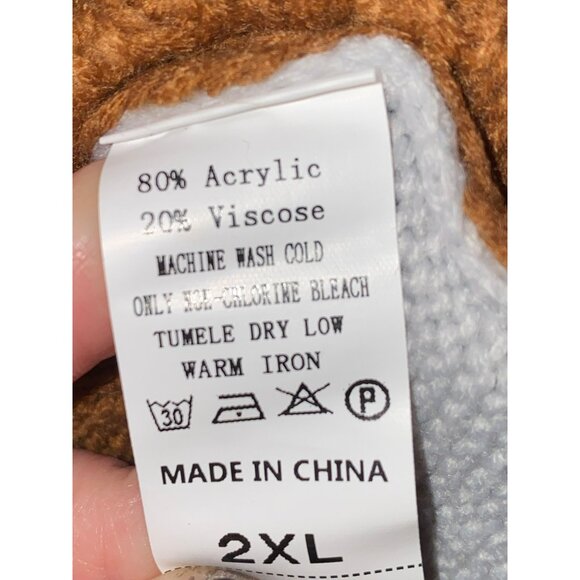 80% Acrylic
20% Viscose
MACHINE WASH COLD
ONLY NON-CHLORINE BLEACH
TUMELE DRY LOW
WARM IRON
30 P
MADE IN CHINA
2XL